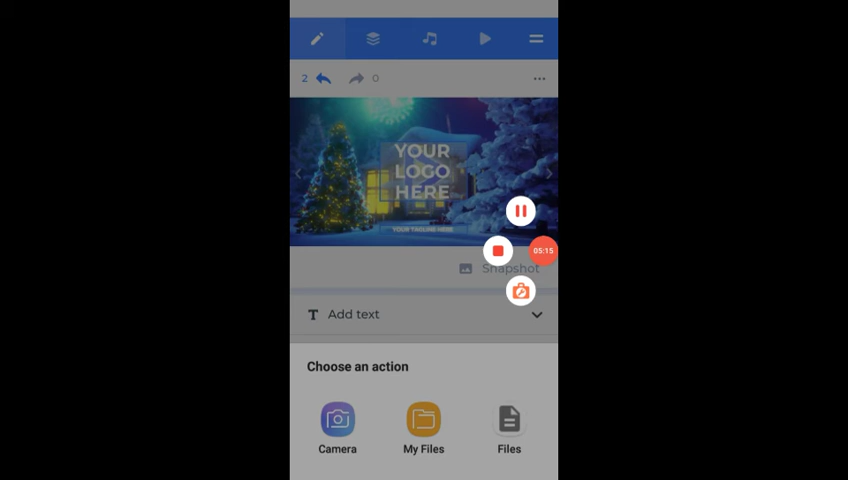 2
0
YOUR
LOGO
HERE
YOUR TAGLINE HERE
05:15
Snapshot
T Add text
Choose an action
Camera
My Files
Files